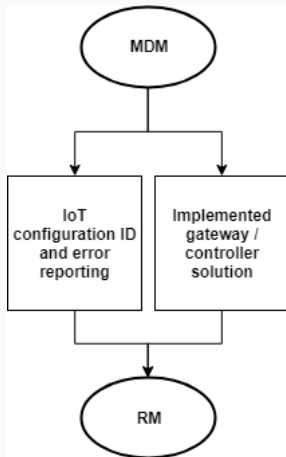 MDM
IoT
configuration ID
and error
reporting
Implemented
gateway /
controller
solution
RM